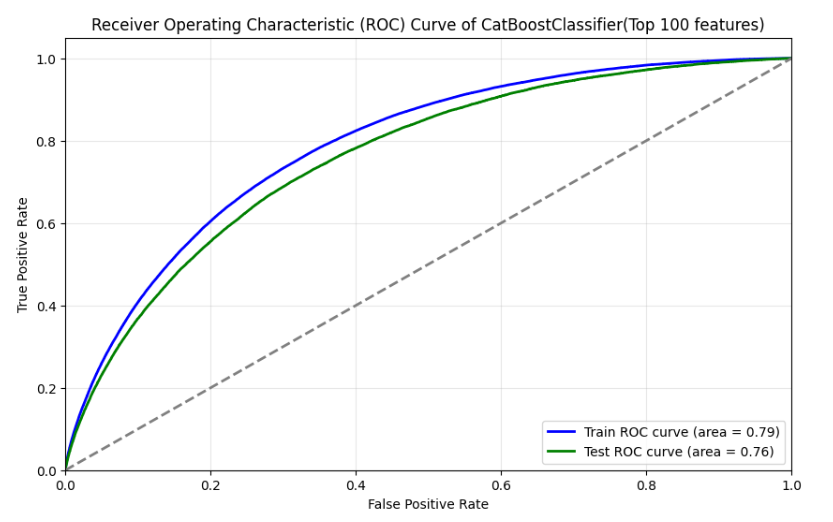 Receiver Operating Characteristic (ROC) Curve of CatBoostClassifier(Top 100 features)
1.0
0.8
0.6
0.4
0.2
0.0
True Positive Rate
Train ROC curve (area = 0.79)
Test ROC curve (area = 0.76)
0.0 0.2 0.4 0.6 0.8 1.0
False Positive Rate